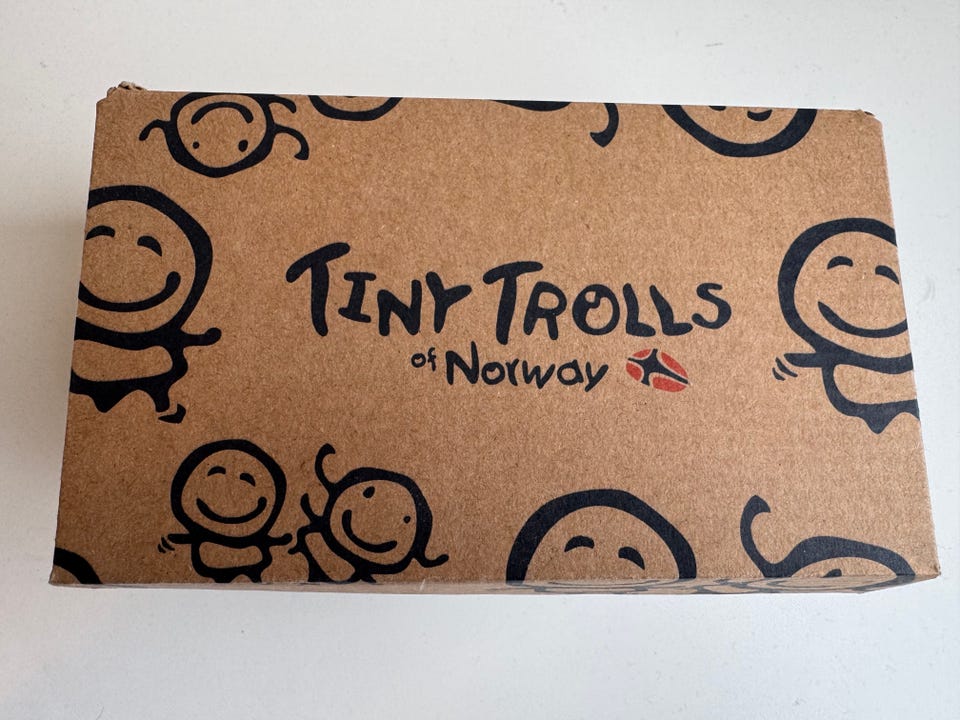 TINY TROLLS
of Norway